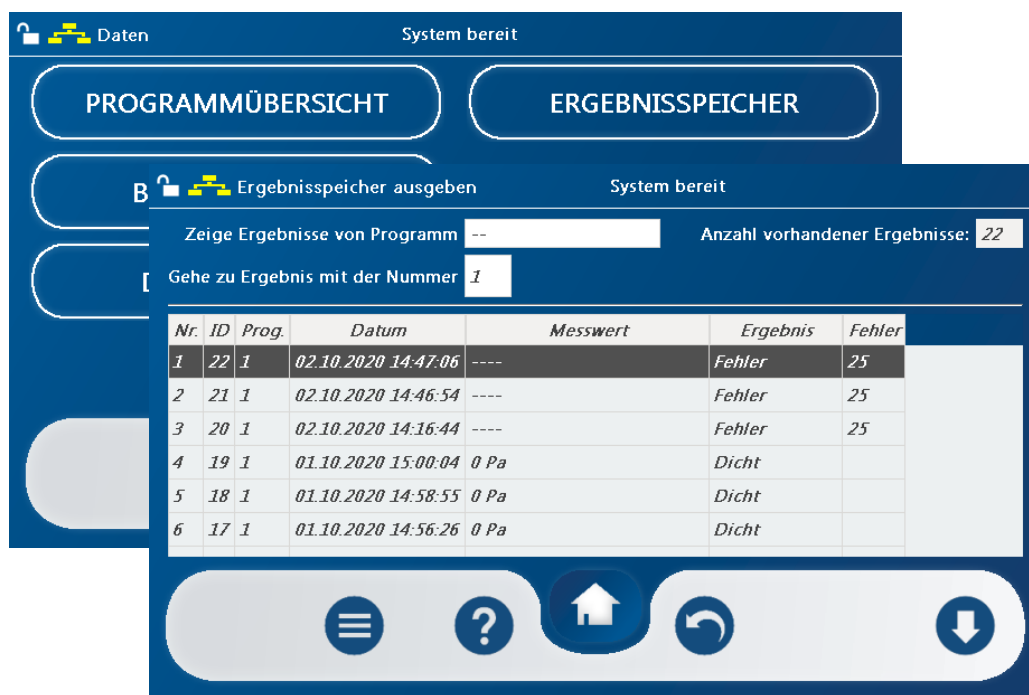 Daten System bereit
PROGRAMMÜBERSICHT ERGEBNISSPEICHER
Ergebnisspeicher ausgeben System bereit
Zeige Ergebnisse von Programm -- Anzahl vorhandener Ergebnisse: 22
Gehe zu Ergebnis mit der Nummer 1
Nr. ID Prog. Datum Messwert Ergebnis Fehler
1 22 1 02.10.2020 14:47:06 ---- Fehler 25
2 21 1 02.10.2020 14:46:54 ---- Fehler 25
3 20 1 02.10.2020 14:16:44 ---- Fehler 25
4 19 1 01.10.2020 15:00:04 0 Pa Dicht
5 18 1 01.10.2020 14:58:55 0 Pa Dicht
6 17 1 01.10.2020 14:56:26 0 Pa Dicht
?